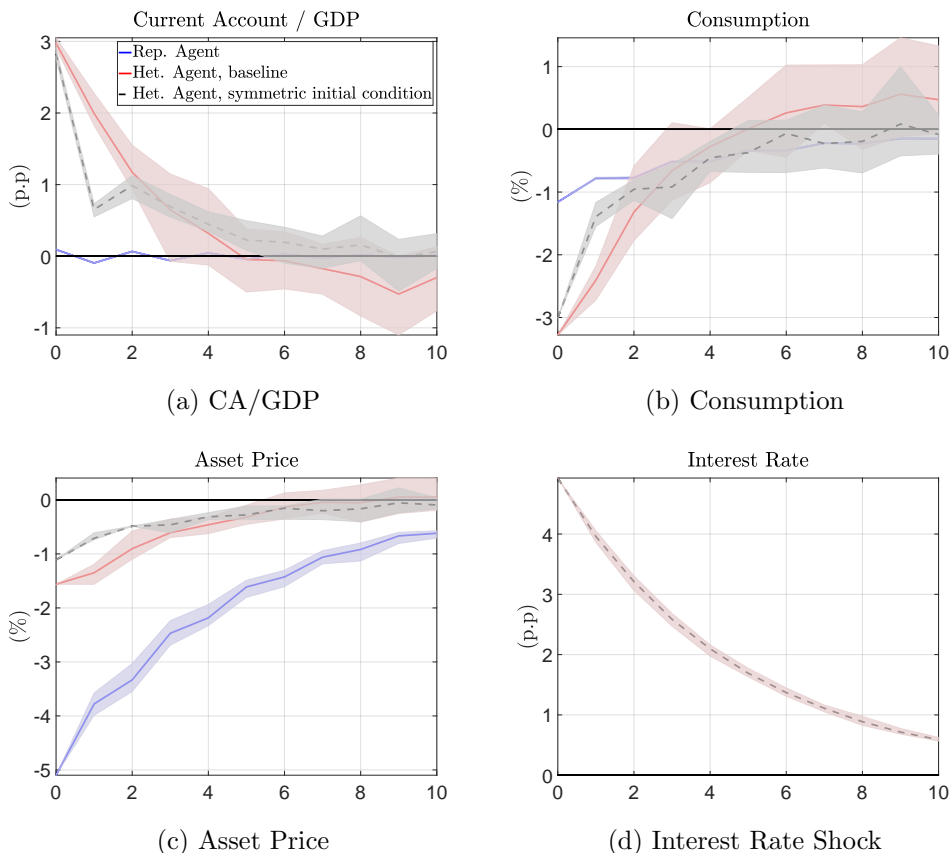 Current Account / GDP
(p.p)
3
2
1
0
-1
Rep. Agent
Het. Agent, baseline
Het. Agent, symmetric initial condition
0 2 4 6 8 10
(a) CA/GDP
Consumption
(%)
1
0
-1
-2
-3
0 2 4 6 8 10
(b) Consumption
Asset Price
(%)
0
-1
-2
-3
-4
-5
0 2 4 6 8 10
(c) Asset Price
Interest Rate
(p.p)
4
3
2
1
0
0 2 4 6 8 10
(d) Interest Rate Shock